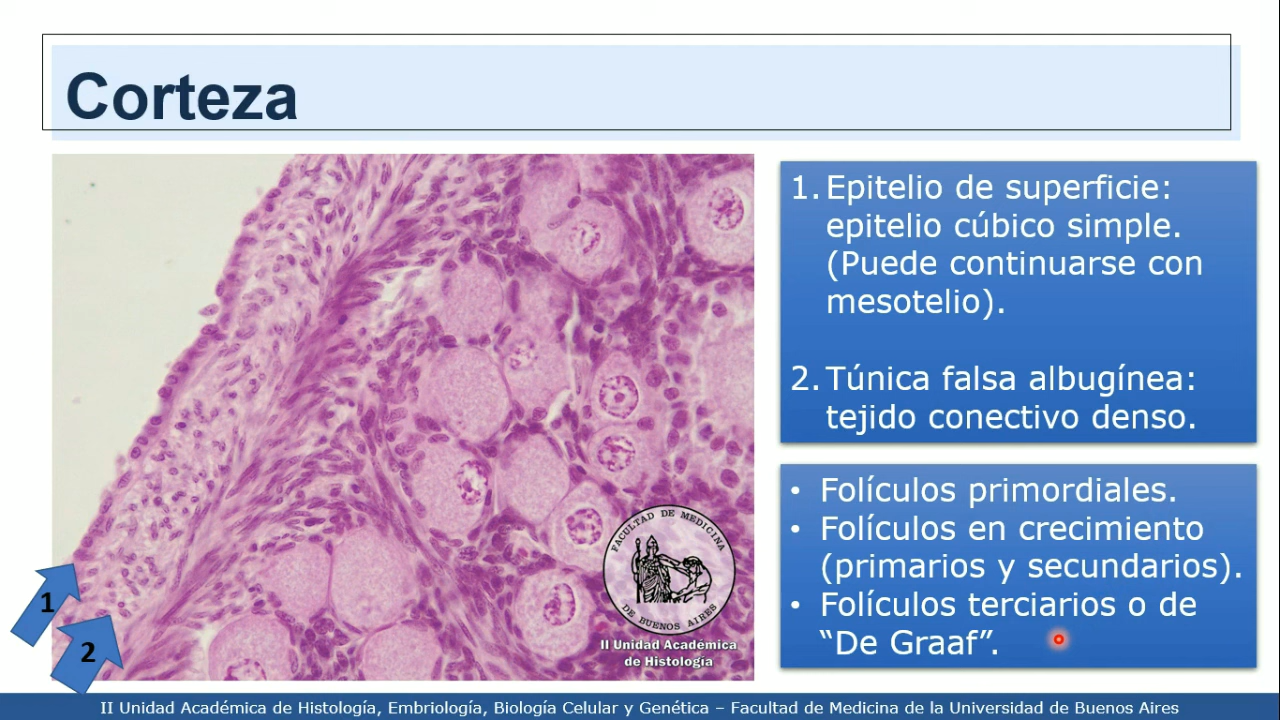 Corteza
1. Epitelio de superficie:
epitelio cúbico simple.
(Puede continuarse con
mesotelio).
2. Túnica falsa albugínea:
tejido conectivo denso.
• Folículos primordiales.
• Folículos en crecimiento
(primarios y secundarios).
• Folículos terciarios o de
“De Graaf”.
1
2
FACULTAD DE MEDICINA
DE BUENOS AIRES
II Unidad Académica
de Histología
II Unidad Académica de Histología, Embriología, Biología Celular y Genética – Facultad de Medicina de la Universidad de Buenos Aires